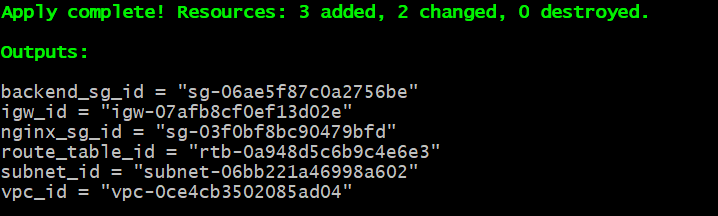 Apply complete! Resources: 3 added, 2 changed, 0 destroyed.
Outputs:
backend_sg_id = "sg-06ae5f87c0a2756be"
igw_id = "igw-07afb8cf0ef13d02e"
nginx_sg_id = "sg-03f0bf8bc90479bfd"
route_table_id = "rtb-0a948d5c6b9c4e6e3"
subnet_id = "subnet-06bb221a46998a602"
vpc_id = "vpc-0ce4cb3502085ad04"